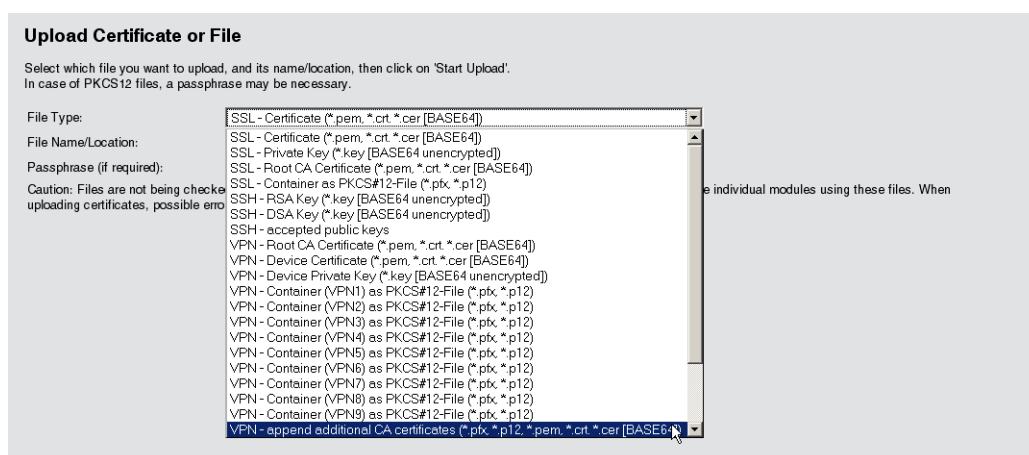 Upload Certificate or File
Select which file you want to upload, and its name/location, then click on 'Start Upload'.
In case of PKCS12 files, a passphrase may be necessary.
File Type:
SSL - Certificate (*.pem, *.crt. *.cer [BASE64])
File Name/Location:
Passphrase (if required):
Caution: Files are not being checke
e individual modules using these files. When
uploading certificates, possible erro
SSL - Certificate (*.pem, *.crt. *.cer [BASE64])
SSL - Private Key (*.key [BASE64 unencrypted])
SSL - Root CA Certificate (*.pem, *.crt. *.cer [BASE64])
SSL - Container as PKCS#12-File (*.pfx, *.p12)
SSH - RSA Key (*.key [BASE64 unencrypted])
SSH - DSA Key (*.key [BASE64 unencrypted])
SSH - accepted public keys
VPN - Root CA Certificate (*.pem, *.crt. *.cer [BASE64])
VPN - Device Certificate (*.pem, *.crt. *.cer [BASE64])
VPN - Device Private Key (*.key [BASE64 unencrypted])
VPN - Container (VPN1) as PKCS#12-File (*.pfx, *.p12)
VPN - Container (VPN2) as PKCS#12-File (*.pfx, *.p12)
VPN - Container (VPN3) as PKCS#12-File (*.pfx, *.p12)
VPN - Container (VPN4) as PKCS#12-File (*.pfx, *.p12)
VPN - Container (VPN5) as PKCS#12-File (*.pfx, *.p12)
VPN - Container (VPN6) as PKCS#12-File (*.pfx, *.p12)
VPN - Container (VPN7) as PKCS#12-File (*.pfx, *.p12)
VPN - Container (VPN8) as PKCS#12-File (*.pfx, *.p12)
VPN - Container (VPN9) as PKCS#12-File (*.pfx, *.p12)
VPN - append additional CA certificates (*.pfx, *.p12, *.pem, *.crt. *.cer [BASE64])